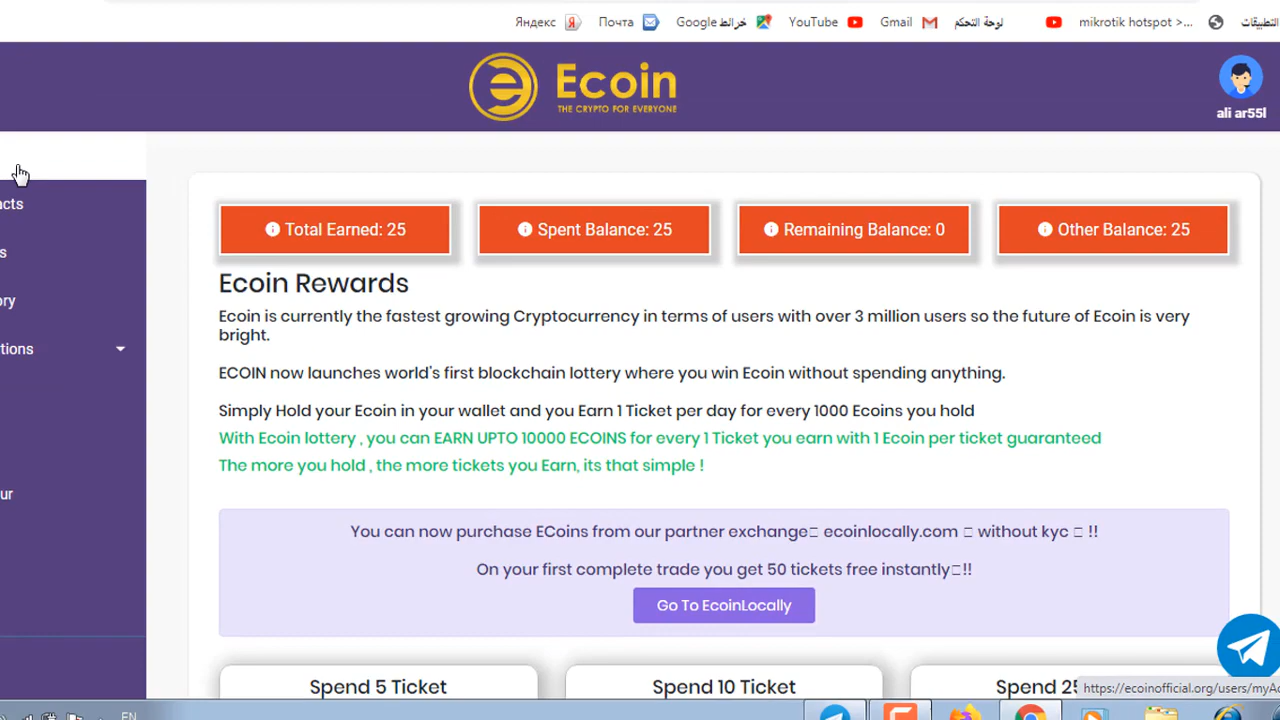 Яндекс
Почта
خرائط Google
YouTube
Gmail
لوحة التحكم
mikrotik hotspot >...
التطبيقات
Ecoin
THE CRYPTO FOR EVERYONE
ali ar55l
acts
s
ory
tions
ur
Total Earned: 25
Spent Balance: 25
Remaining Balance: 0
Other Balance: 25
Ecoin Rewards
Ecoin is currently the fastest growing Cryptocurrency in terms of users with over 3 million users so the future of Ecoin is very
bright.
ECOIN now launches world's first blockchain lottery where you win Ecoin without spending anything.
Simply Hold your Ecoin in your wallet and you Earn 1 Ticket per day for every 1000 Ecoins you hold
With Ecoin lottery , you can EARN UPTO 10000 ECOINS for every 1 Ticket you earn with 1 Ecoin per ticket guaranteed
The more you hold , the more tickets you Earn, its that simple !
You can now purchase ECoins from our partner exchange ecoinlocally.com without kyc !!
On your first complete trade you get 50 tickets free instantly !!
Go To EcoinLocally
Spend 5 Ticket
Spend 10 Ticket
Spend 25
https://ecoinofficial.org/users/myAc
EN